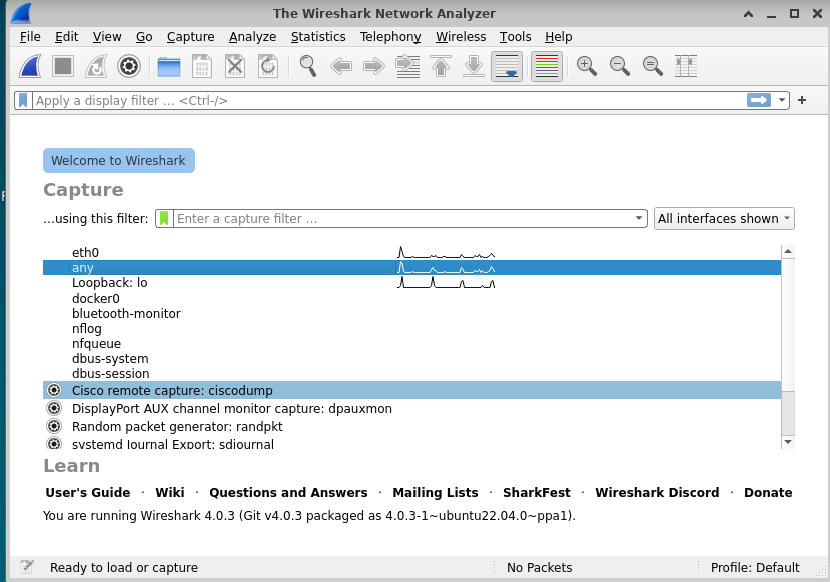 The Wireshark Network Analyzer
File Edit View Go Capture Analyze Statistics Telephony Wireless Tools Help
Apply a display filter … <Ctrl-/>
Welcome to Wireshark
Capture
…using this filter: Enter a capture filter … All interfaces shown
eth0
any
Loopback: lo
docker0
bluetooth-monitor
nflog
nfqueue
dbus-system
dbus-session
Cisco remote capture: ciscodump
DisplayPort AUX channel monitor capture: dpauxmon
Random packet generator: randpkt
systemd Journal Export: sdjournal
Learn
User's Guide · Wiki · Questions and Answers · Mailing Lists · SharkFest · Wireshark Discord · Donate
You are running Wireshark 4.0.3 (Git v4.0.3 packaged as 4.0.3-1~ubuntu22.04.0~ppa1).
Ready to load or capture No Packets Profile: Default